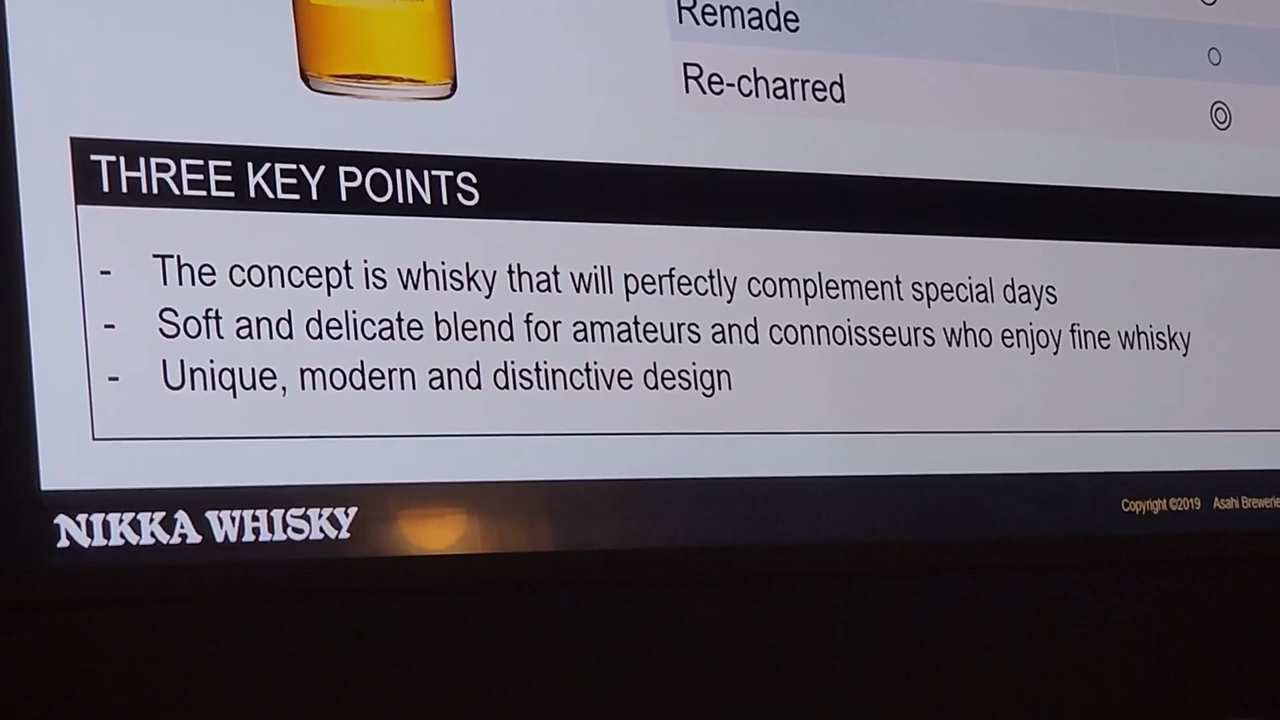 Remade
○
Re-charred
◎
THREE KEY POINTS
- The concept is whisky that will perfectly complement special days
- Soft and delicate blend for amateurs and connoisseurs who enjoy fine whisky
- Unique, modern and distinctive design
NIKKA WHISKY
Copyright ©2019 Asahi Brewerie